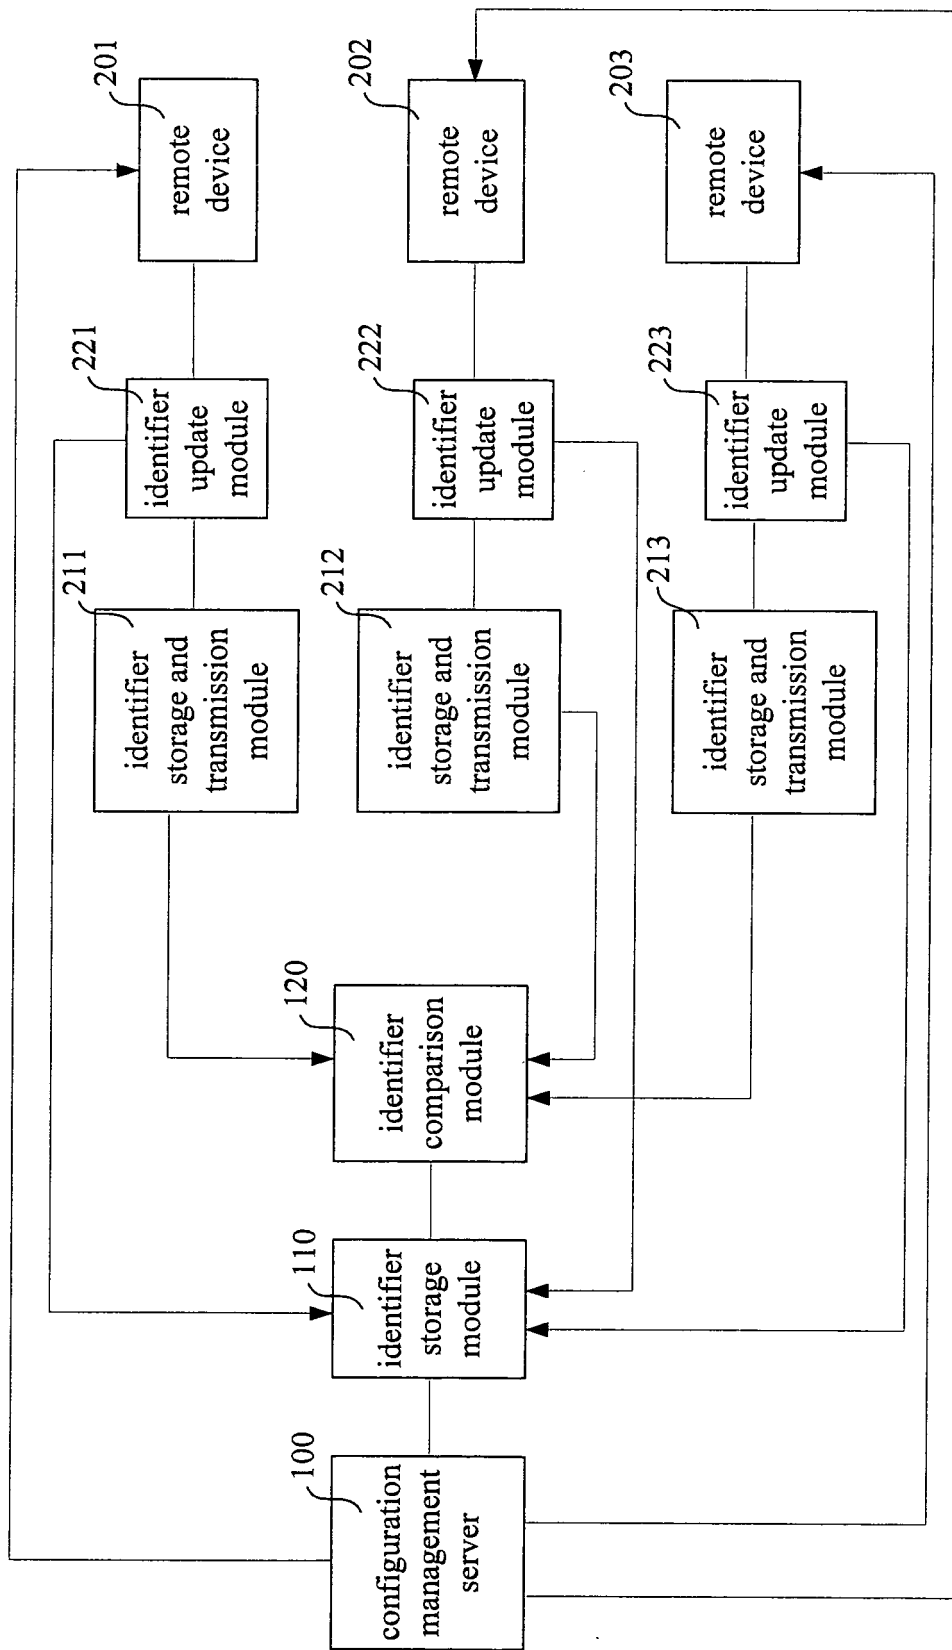 100
configuration
management
server
110
identifier
storage
module
120
identifier
comparison
module
211
identifier
storage and
transmission
module
221
identifier
update
module
201
remote
device
212
identifier
storage and
transmission
module
222
identifier
update
module
202
remote
device
213
identifier
storage and
transmission
module
223
identifier
update
module
203
remote
device